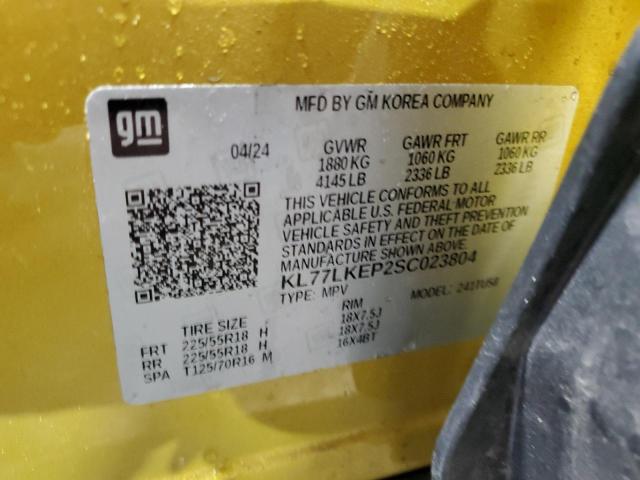 gm
MFD BY GM KOREA COMPANY
04/24 GVWR GAWR FRT GAWR RR
1880 KG 1060 KG 1060 KG
4145 LB 2336 LB 2336 LB
THIS VEHICLE CONFORMS TO ALL
APPLICABLE U.S. FEDERAL MOTOR
VEHICLE SAFETY AND THEFT PREVENTION
STANDARDS IN EFFECT ON THE DATE OF
MANUFACTURE SHOWN ABOVE.
KL77LKEP2SC023804
TYPE: MPV MODEL:
TIRE SIZE RIM
FRT 225/55R18 H 18X7.5J
RR 225/55R18 H 18X7.5J
SPA T125/70R16 M 16X4BT